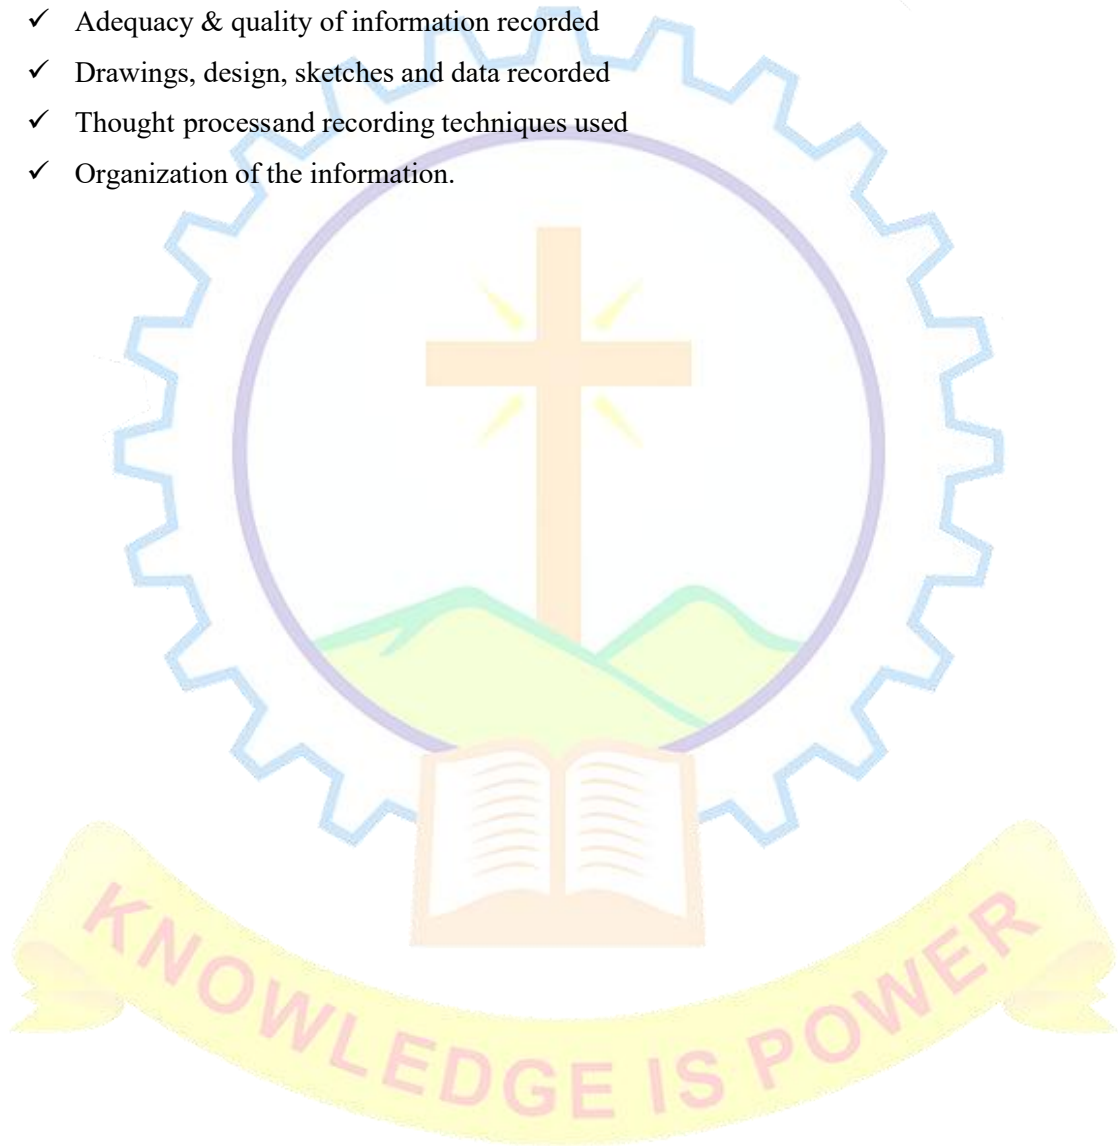 ✓ Adequacy & quality of information recorded
✓ Drawings, design, sketches and data recorded
✓ Thought processand recording techniques used
✓ Organization of the information.
KNOWLEDGE IS POWER